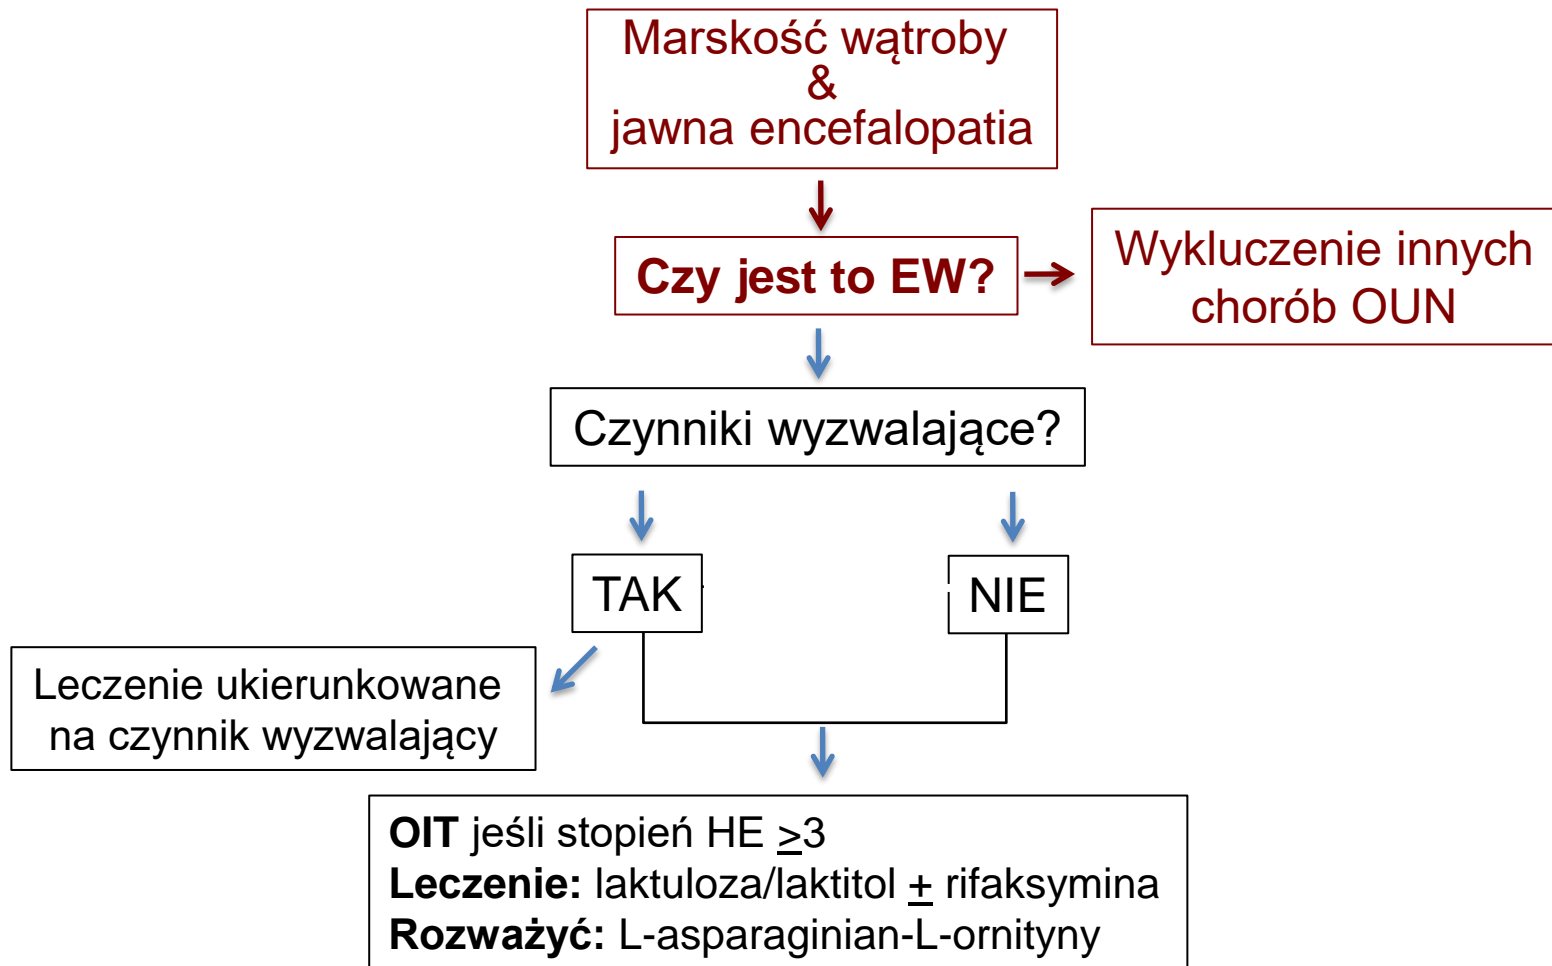 Marskość wątroby
&
jawna encefalopatia
Czy jest to EW?
Wykluczenie innych
chorób OUN
Czynniki wyzwalające?
TAK
NIE
Leczenie ukierunkowane
na czynnik wyzwalający
OIT jeśli stopień HE ≥3
Leczenie: laktuloza/laktitol ± rifaksymina
Rozważyć: L-asparaginian-L-ornityny